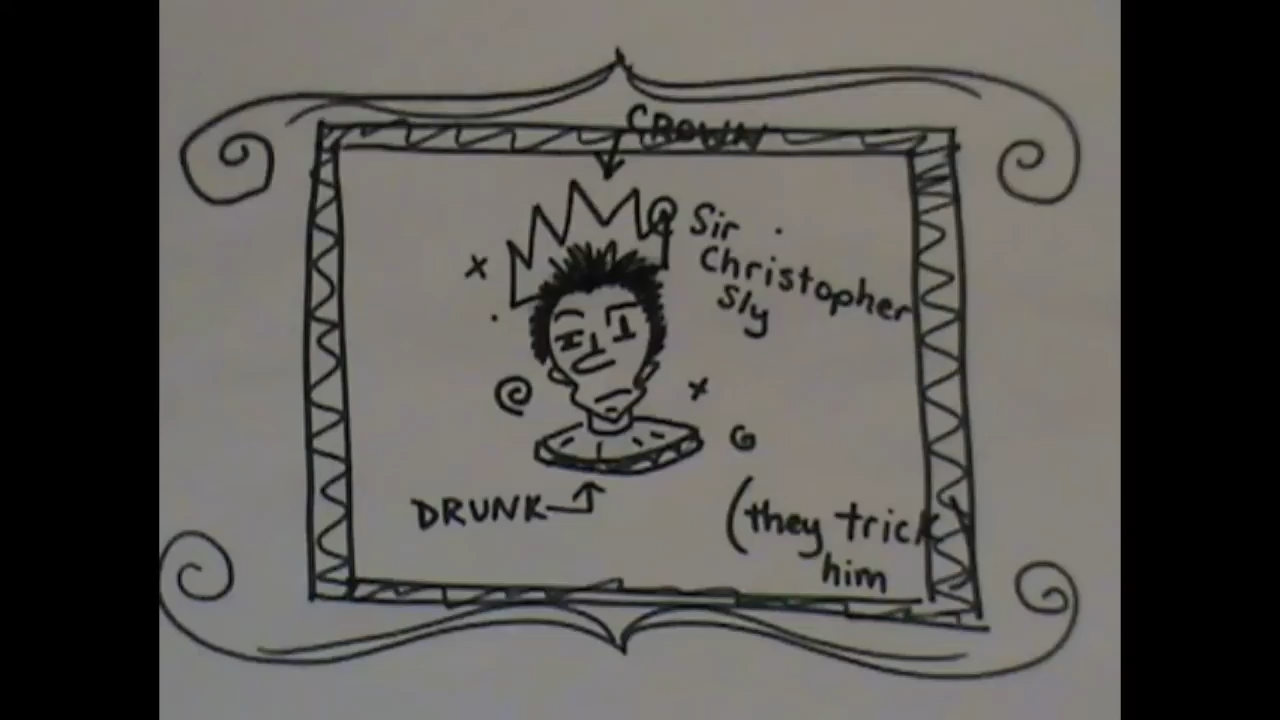 CROWN
Sir
Christopher
Sly
DRUNK
(they trick
him